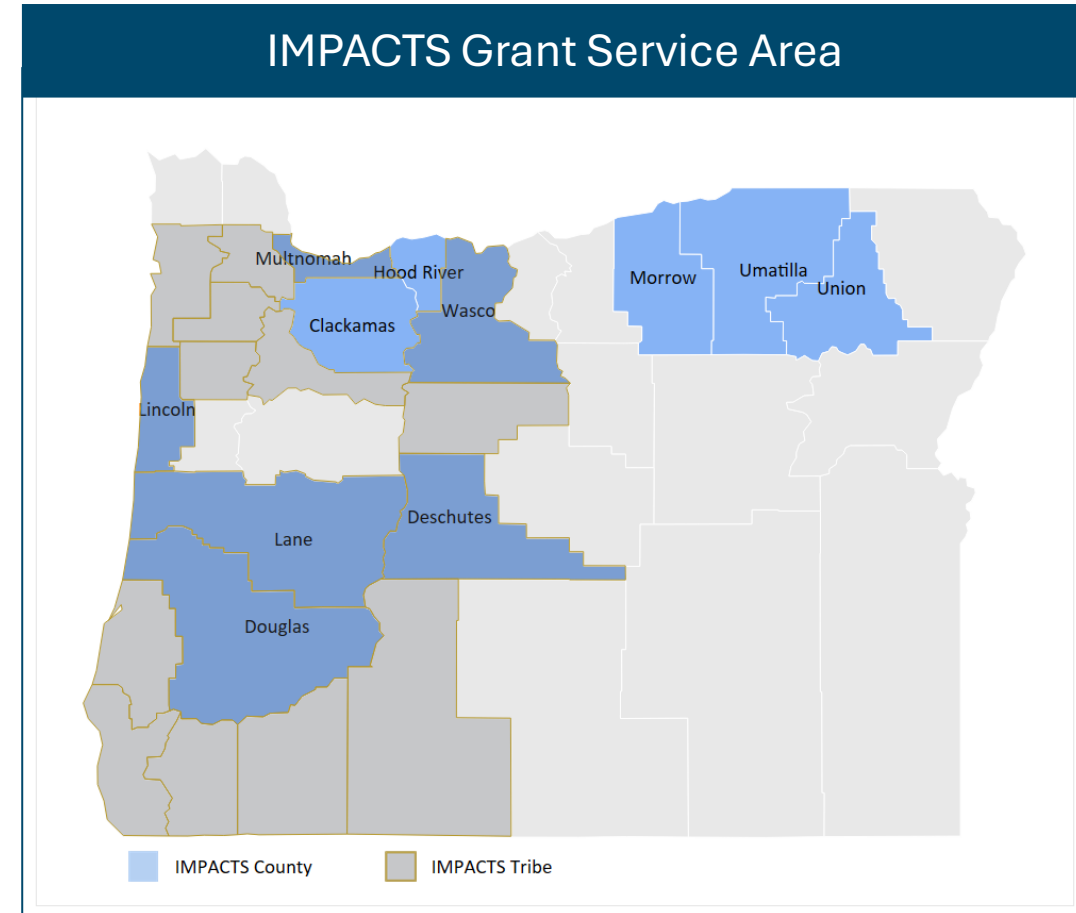 IMPACTS Grant Service Area
Multnomah
Hood River
Wasco
Clackamas
Morrow
Umatilla
Union
Lincoln
Lane
Deschutes
Douglas
IMPACTS County
IMPACTS Tribe